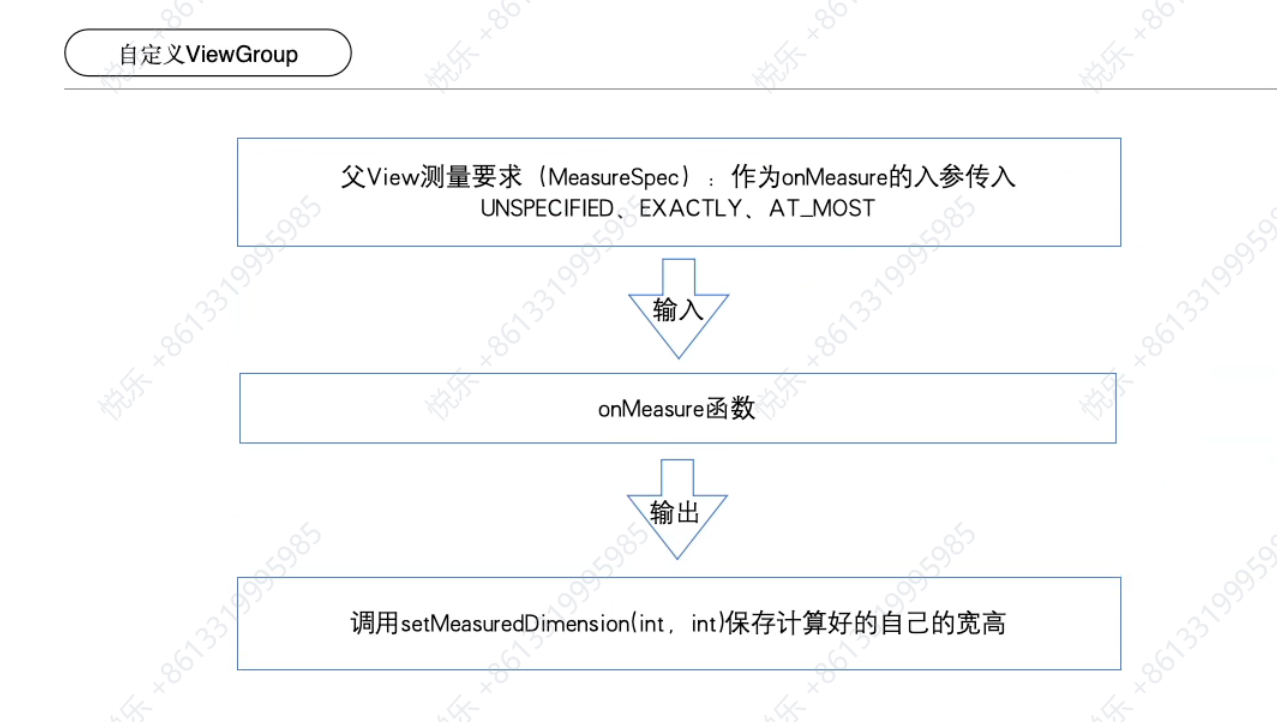 自定义ViewGroup
父View测量要求（MeasureSpec）：作为onMeasure的入参传入
UNSPECIFIED、EXACTLY、AT_MOST
输入
onMeasure函数
输出
调用setMeasuredDimension(int，int)保存计算好的自己的宽高
悦乐 +8613319995985